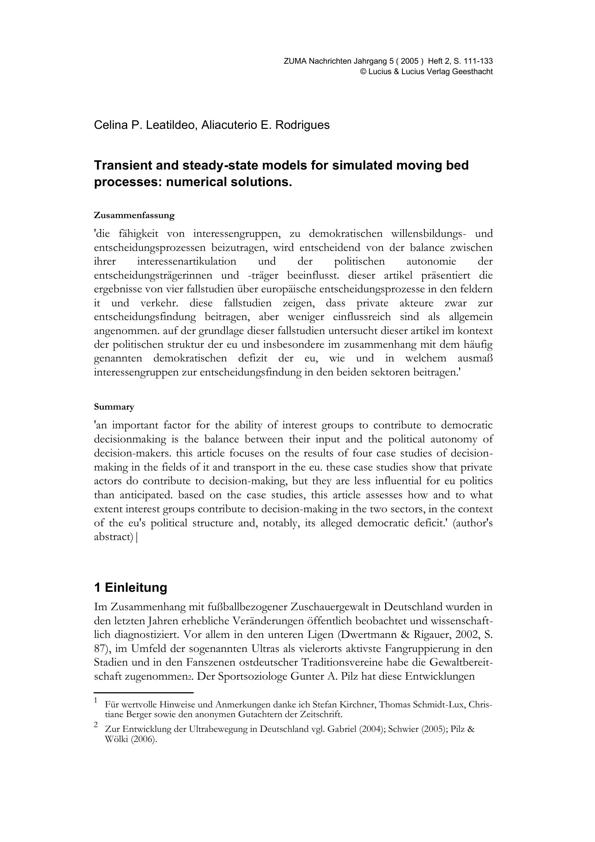 ZUMA Nachrichten Jahrgang 5 ( 2005 ) Heft 2, S. 111-133
© Lucius & Lucius Verlag Geesthacht
Celina P. Leatildeo, Aliacuterio E. Rodrigues
Transient and steady-state models for simulated moving bed
processes: numerical solutions.
Zusammenfassung
'die fähigkeit von interessengruppen, zu demokratischen willensbildungs- und
entscheidungsprozessen beizutragen, wird entscheidend von der balance zwischen
ihrer interessenartikulation und der politischen autonomie der
entscheidungsträgerinnen und -träger beeinflusst. dieser artikel präsentiert die
ergebnisse von vier fallstudien über europäische entscheidungsprozesse in den feldern
it und verkehr. diese fallstudien zeigen, dass private akteure zwar zur
entscheidungsfindung beitragen, aber weniger einflussreich sind als allgemein
angenommen. auf der grundlage dieser fallstudien untersucht dieser artikel im kontext
der politischen struktur der eu und insbesondere im zusammenhang mit dem häufig
genannten demokratischen defizit der eu, wie und in welchem ausmaß
interessengruppen zur entscheidungsfindung in den beiden sektoren beitragen.'
Summary
'an important factor for the ability of interest groups to contribute to democratic
decisionmaking is the balance between their input and the political autonomy of
decision-makers. this article focuses on the results of four case studies of decision-
making in the fields of it and transport in the eu. these case studies show that private
actors do contribute to decision-making, but they are less influential for eu politics
than anticipated. based on the case studies, this article assesses how and to what
extent interest groups contribute to decision-making in the two sectors, in the context
of the eu's political structure and, notably, its alleged democratic deficit.' (author's
abstract)|
1 Einleitung
Im Zusammenhang mit fußballbezogener Zuschauergewalt in Deutschland wurden in
den letzten Jahren erhebliche Veränderungen öffentlich beobachtet und wissenschaft-
lich diagnostiziert. Vor allem in den unteren Ligen (Dwertmann & Rigauer, 2002, S.
87), im Umfeld der sogenannten Ultras als vielerorts aktivste Fangruppierung in den
Stadien und in den Fanszenen ostdeutscher Traditionsvereine habe die Gewaltbereit-
schaft zugenommen2. Der Sportsoziologe Gunter A. Pilz hat diese Entwicklungen
1 Für wertvolle Hinweise und Anmerkungen danke ich Stefan Kirchner, Thomas Schmidt-Lux, Chris-
tiane Berger sowie den anonymen Gutachtern der Zeitschrift.
2 Zur Entwicklung der Ultrabewegung in Deutschland vgl. Gabriel (2004); Schwier (2005); Pilz &
Wölki (2006).